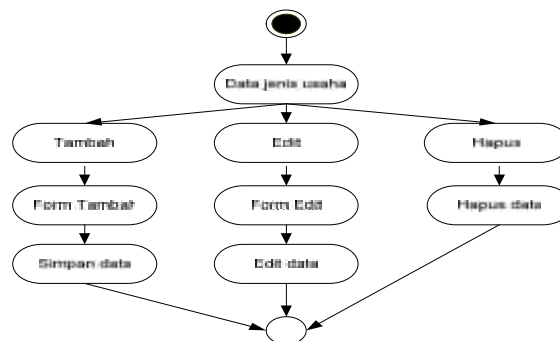 Data jenis usaha
Tambah
Edit
Hapus
Form Tambah
Form Edit
Hapus data
Simpan data
Edit data